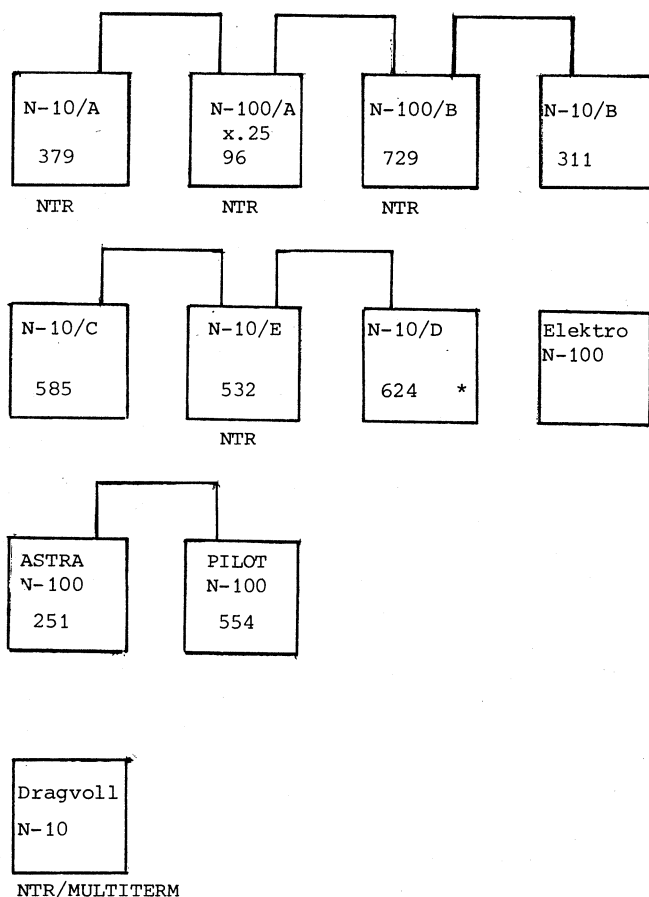 N-10/A
379
NTR
N-100/A
x.25
96
NTR
N-100/B
729
NTR
N-10/B
311
N-10/C
585
N-10/E
532
NTR
N-10/D
624 *
Elektro
N-100
ASTRA
N-100
251
PILOT
N-100
554
Dragvoll
N-10
NTR/MULTITERM